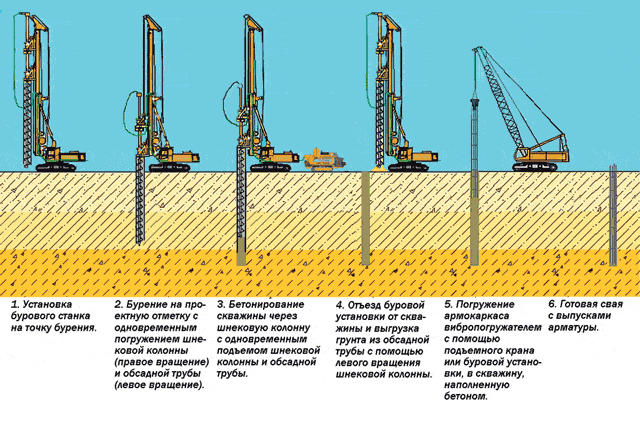 1. Установка
бурового станка
на точку бурения.
2. Бурение на про-
ектную отметку с
одновременным
погружением шне-
ковой колонны
(правое вращение)
и обсадной трубы
(левое вращение).
3. Бетонирование
скважины через
шнековую колонну
с одновременным
подъемом шнековой
колонны и обсадной
трубы.
4. Отъезд буровой
установки от сква-
жины и выгрузка
грунта из обсадной
трубы с помощью
левого вращения
шнековой колонны.
5. Погружение
армокаркаса
вибропогружателем
с помощью
подъемного крана
или буровой установ-
ки, в скважину,
наполненную
бетоном.
6. Готовая свая
с выпусками
арматуры.